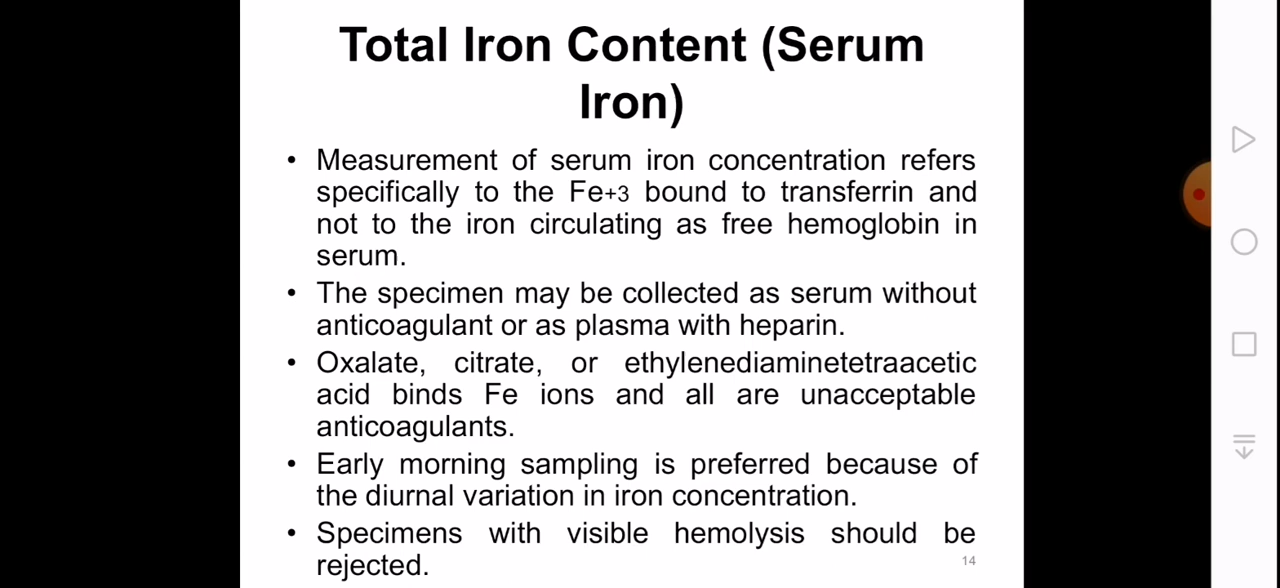 Total Iron Content (Serum
Iron)
• Measurement of serum iron concentration refers
specifically to the Fe+3 bound to transferrin and
not to the iron circulating as free hemoglobin in
serum.
• The specimen may be collected as serum without
anticoagulant or as plasma with heparin.
• Oxalate, citrate, or ethylenediaminetetraacetic
acid binds Fe ions and all are unacceptable
anticoagulants.
• Early morning sampling is preferred because of
the diurnal variation in iron concentration.
• Specimens with visible hemolysis should be
rejected.
14